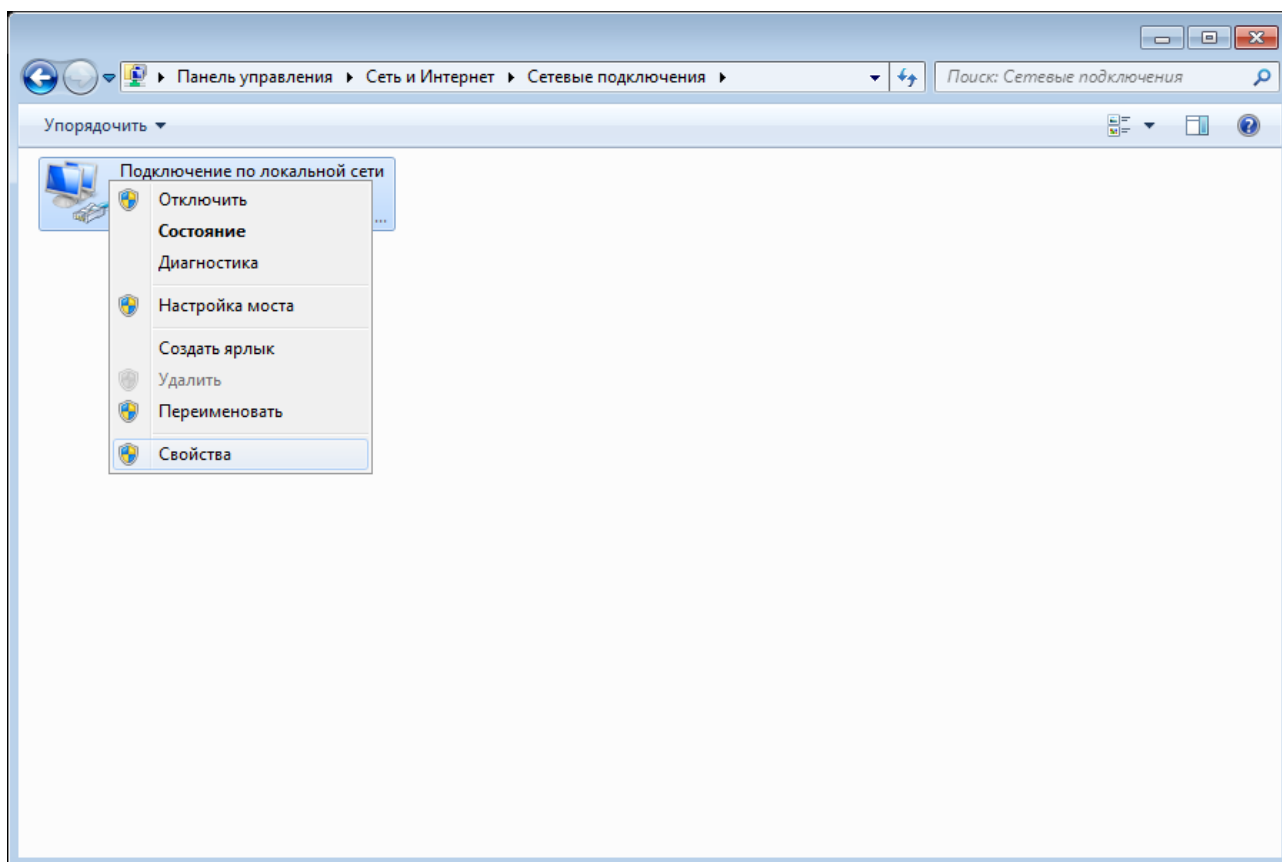 Панель управления Сеть и Интернет Сетевые подключения Поиск: Сетевые подключения
Упорядочить
Подключение по локальной сети
Отключить
...
Состояние
Диагностика
Настройка моста
Создать ярлык
Удалить
Переименовать
Свойства